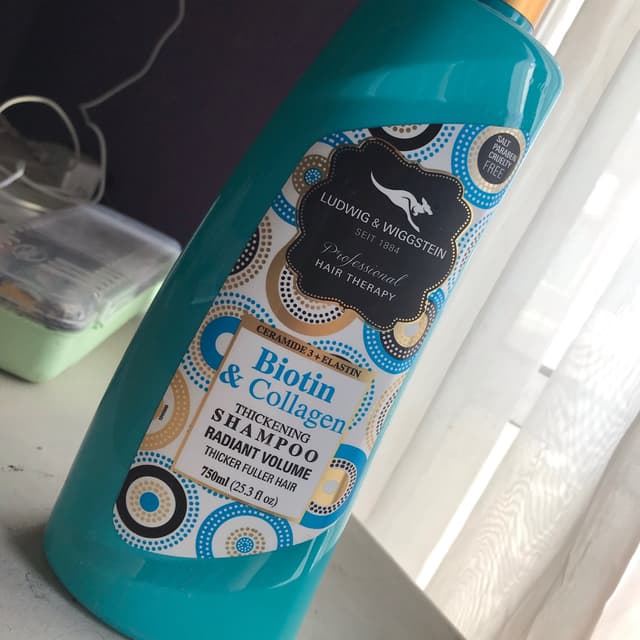 SALT
PARABEN
CRUELTY
FREE
LUDWIG & WIGGSTEIN
SEIT 1884
Professional
HAIR THERAPY
CERAMIDE 3 + ELASTIN
Biotin
& Collagen
THICKENING
SHAMPOO
RADIANT VOLUME
THICKER FULLER HAIR
750ml (25.3 fl oz)